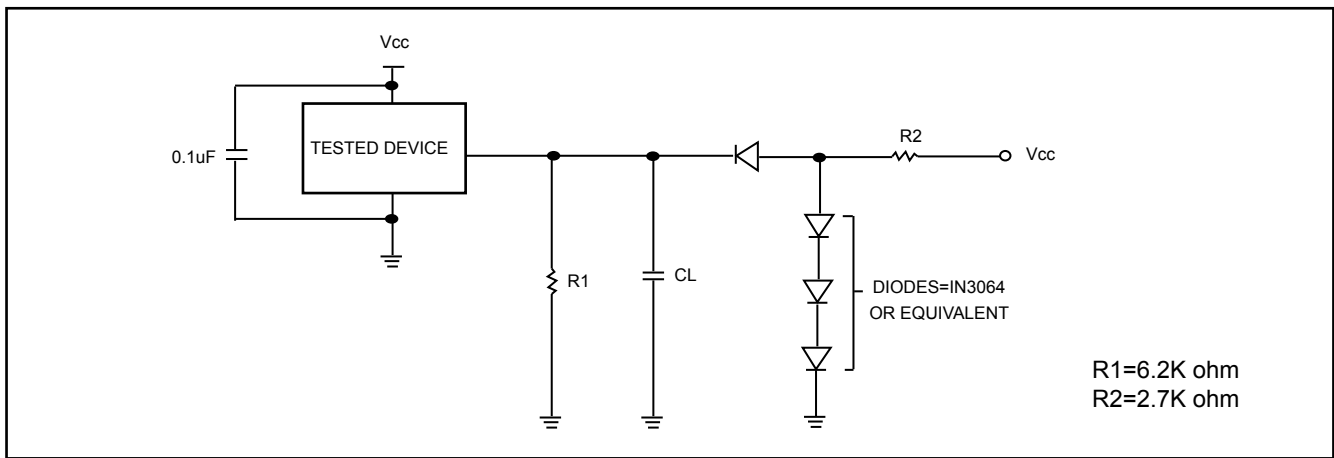 Vcc
0.1uF
TESTED DEVICE
R2
Vcc
R1
CL
DIODES=IN3064
OR EQUIVALENT
R1=6.2K ohm
R2=2.7K ohm